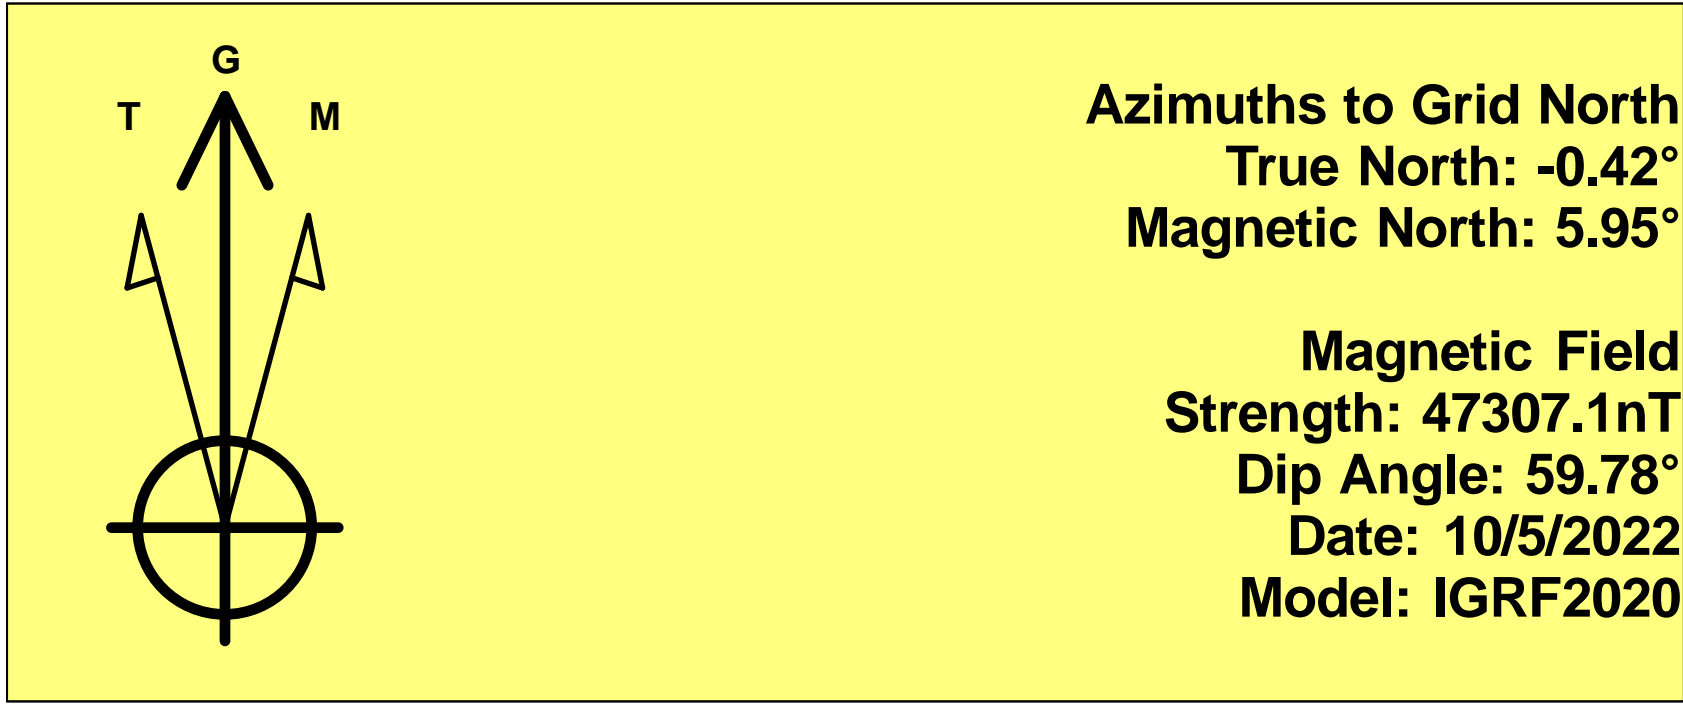 G
T M
Azimuths to Grid North
True North: -0.42°
Magnetic North: 5.95°
Magnetic Field
Strength: 47307.1nT
Dip Angle: 59.78°
Date: 10/5/2022
Model: IGRF2020